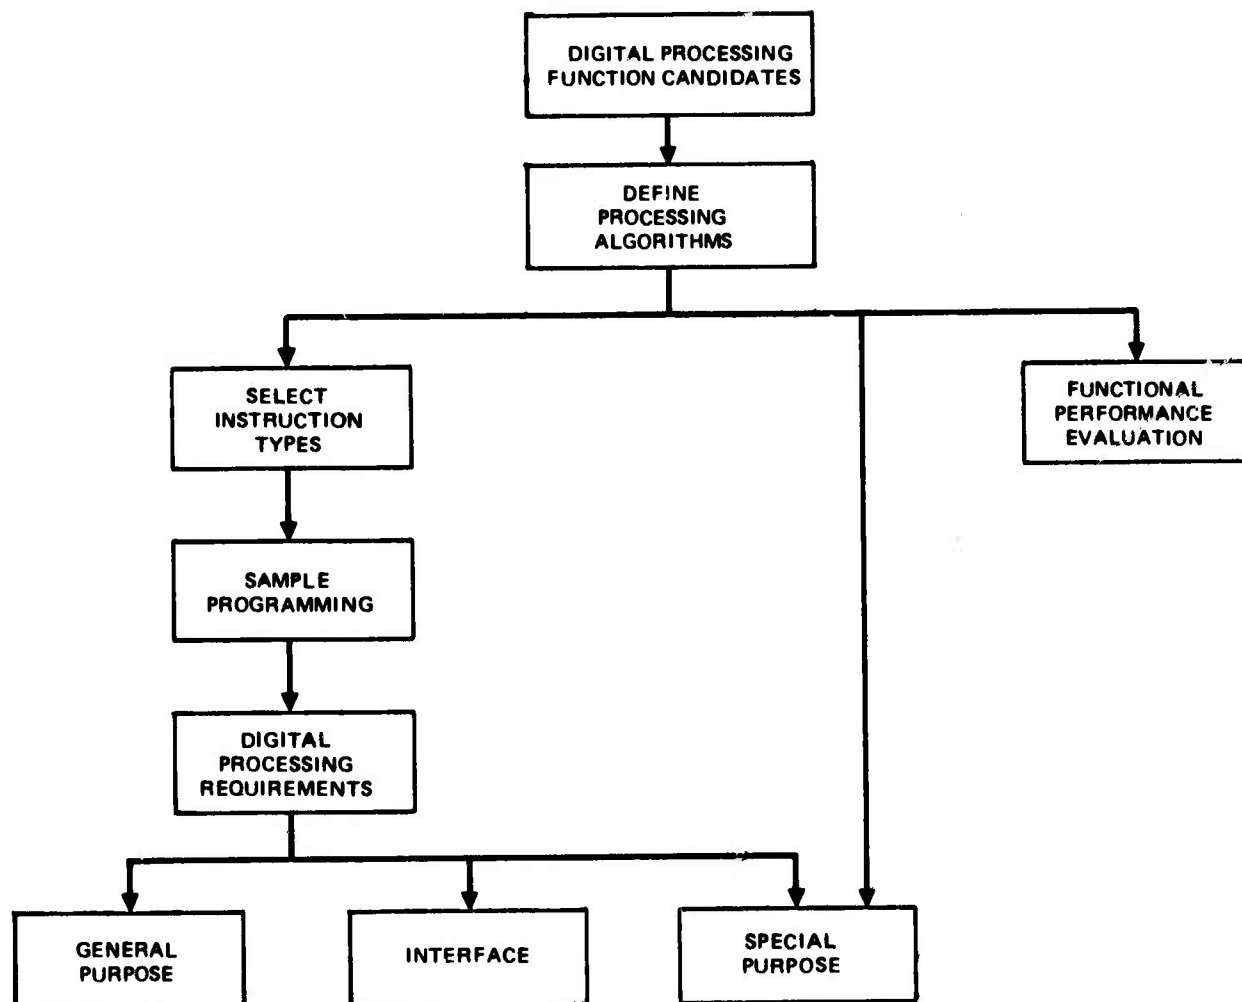 DIGITAL PROCESSING
FUNCTION CANDIDATES
DEFINE
PROCESSING
ALGORITHMS
SELECT
INSTRUCTION
TYPES
FUNCTIONAL
PERFORMANCE
EVALUATION
SAMPLE
PROGRAMMING
DIGITAL
PROCESSING
REQUIREMENTS
GENERAL
PURPOSE
INTERFACE
SPECIAL
PURPOSE